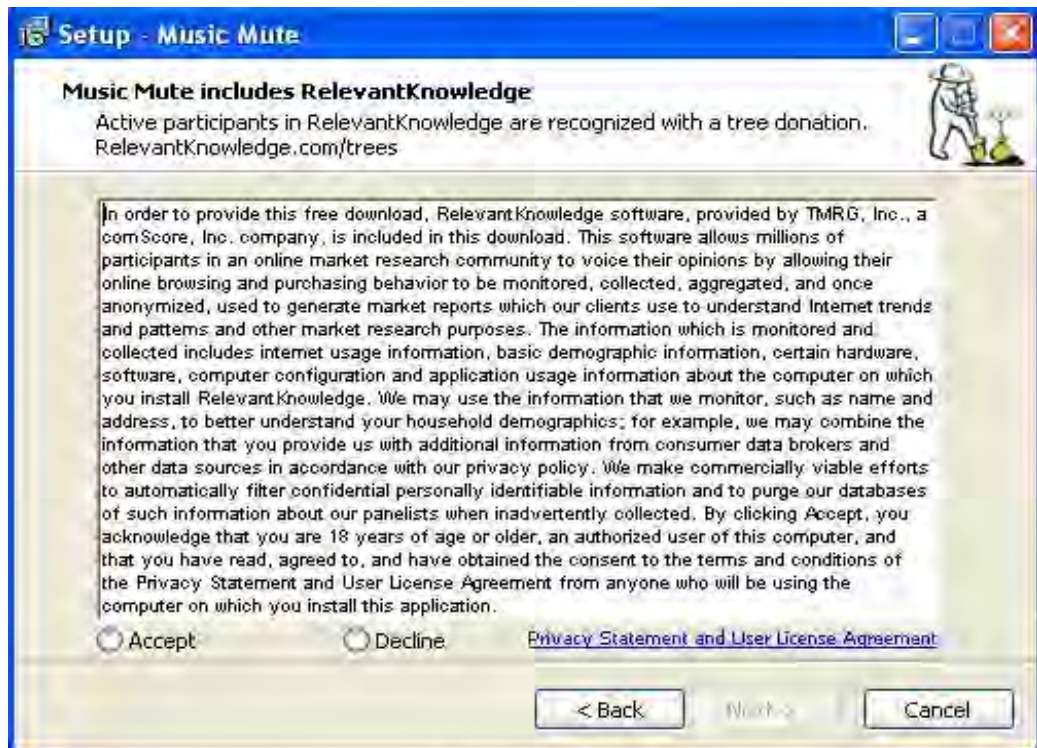 Setup - Music Mute
Music Mute includes RelevantKnowledge
Active participants in RelevantKnowledge are recognized with a tree donation.
RelevantKnowledge.com/trees
In order to provide this free download, RelevantKnowledge software, provided by TMRG, Inc., a
comScore, Inc. company, is included in this download. This software allows millions of
participants in an online market research community to voice their opinions by allowing their
online browsing and purchasing behavior to be monitored, collected, aggregated, and once
anonymized, used to generate market reports which our clients use to understand Internet trends
and patterns and other market research purposes. The information which is monitored and
collected includes internet usage information, basic demographic information, certain hardware,
software, computer configuration and application usage information about the computer on which
you install RelevantKnowledge. We may use the information that we monitor, such as name and
address, to better understand your household demographics; for example, we may combine the
information that you provide us with additional information from consumer data brokers and
other data sources in accordance with our privacy policy. We make commercially viable efforts
to automatically filter confidential personally identifiable information and to purge our databases
of such information about our panelists when inadvertently collected. By clicking Accept, you
acknowledge that you are 18 years of age or older, an authorized user of this computer, and
that you have read, agreed to, and have obtained the consent to the terms and conditions of
the Privacy Statement and User License Agreement from anyone who will be using the
computer on which you install this application.
Accept Decline Privacy Statement and User License Agreement
< Back Next > Cancel